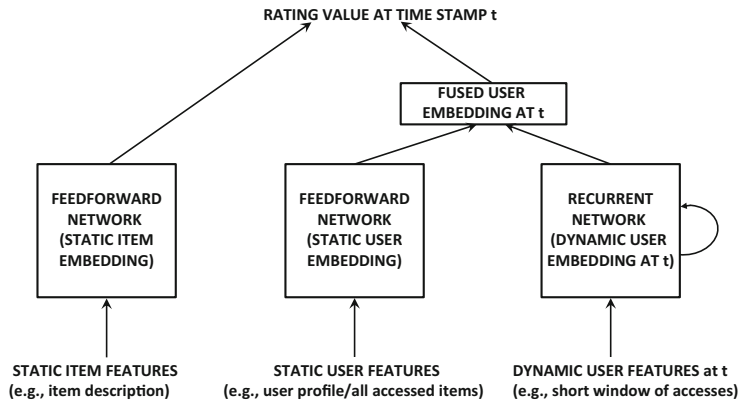 RATING VALUE AT TIME STAMP t
FUSED USER
EMBEDDING AT t
FEEDFORWARD
NETWORK
(STATIC ITEM
EMBEDDING)
FEEDFORWARD
NETWORK
(STATIC USER
EMBEDDING)
RECURRENT
NETWORK
(DYNAMIC USER
EMBEDDING AT t)
STATIC ITEM FEATURES
(e.g., item description)
STATIC USER FEATURES
(e.g., user profile/all accessed items)
DYNAMIC USER FEATURES at t
(e.g., short window of accesses)